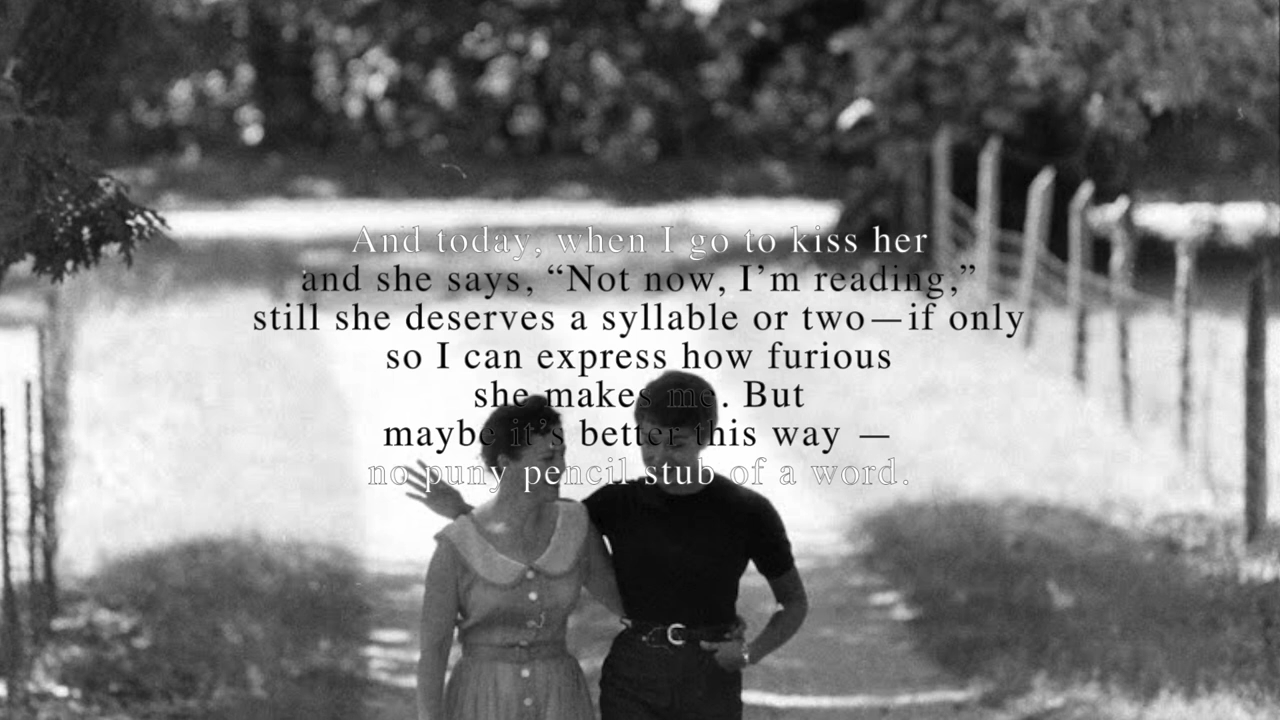 And today, when I go to kiss her
and she says, “Not now, I’m reading,”
still she deserves a syllable or two—if only
so I can express how furious
she makes me. But
maybe it’s better this way —
no puny pencil stub of a word.